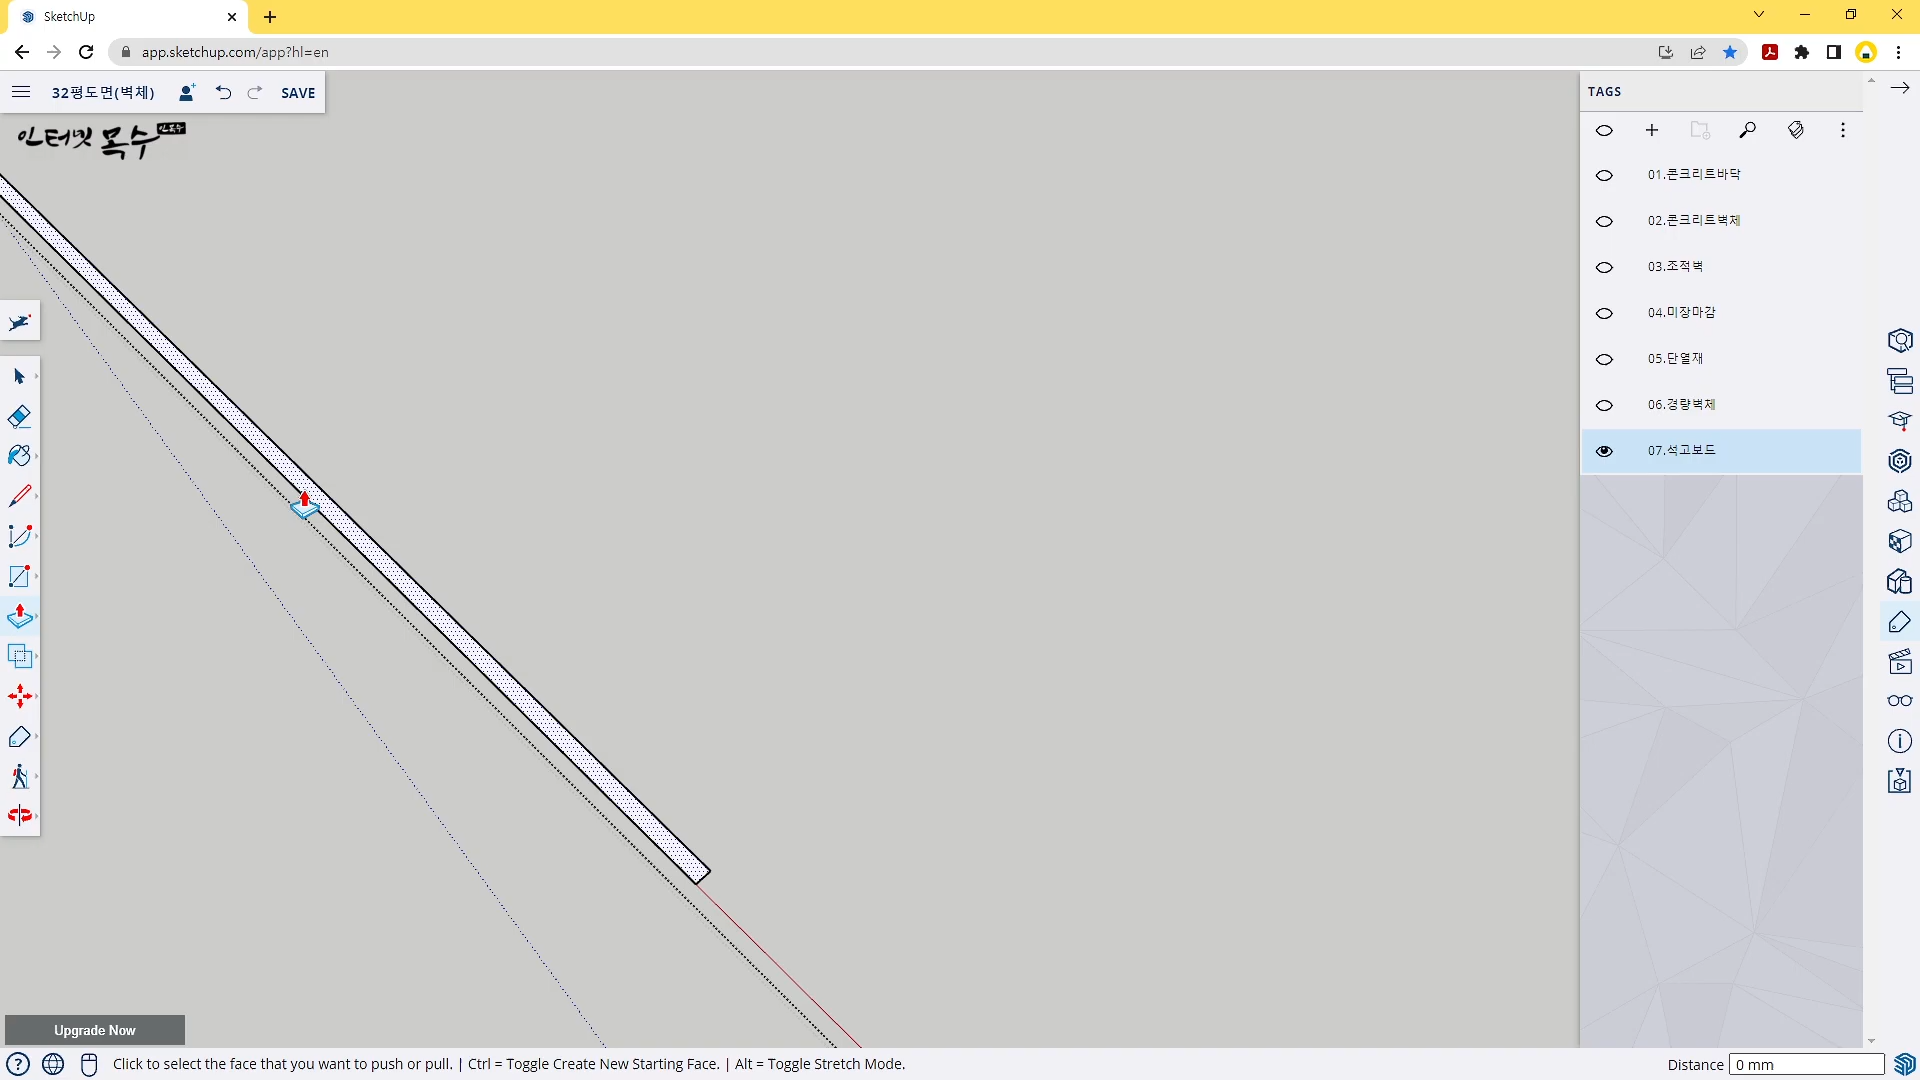 SketchUp
app.sketchup.com/app?hl=en
32평도면(벽체)
SAVE
인터넷 목수
인목수
TAGS
01.콘크리트바닥
02.콘크리트벽체
03.조적벽
04.미장마감
05.단열재
06.경량벽체
07.석고보드
Upgrade Now
Click to select the face that you want to push or pull. | Ctrl = Toggle Create New Starting Face. | Alt = Toggle Stretch Mode.
Distance 0 mm